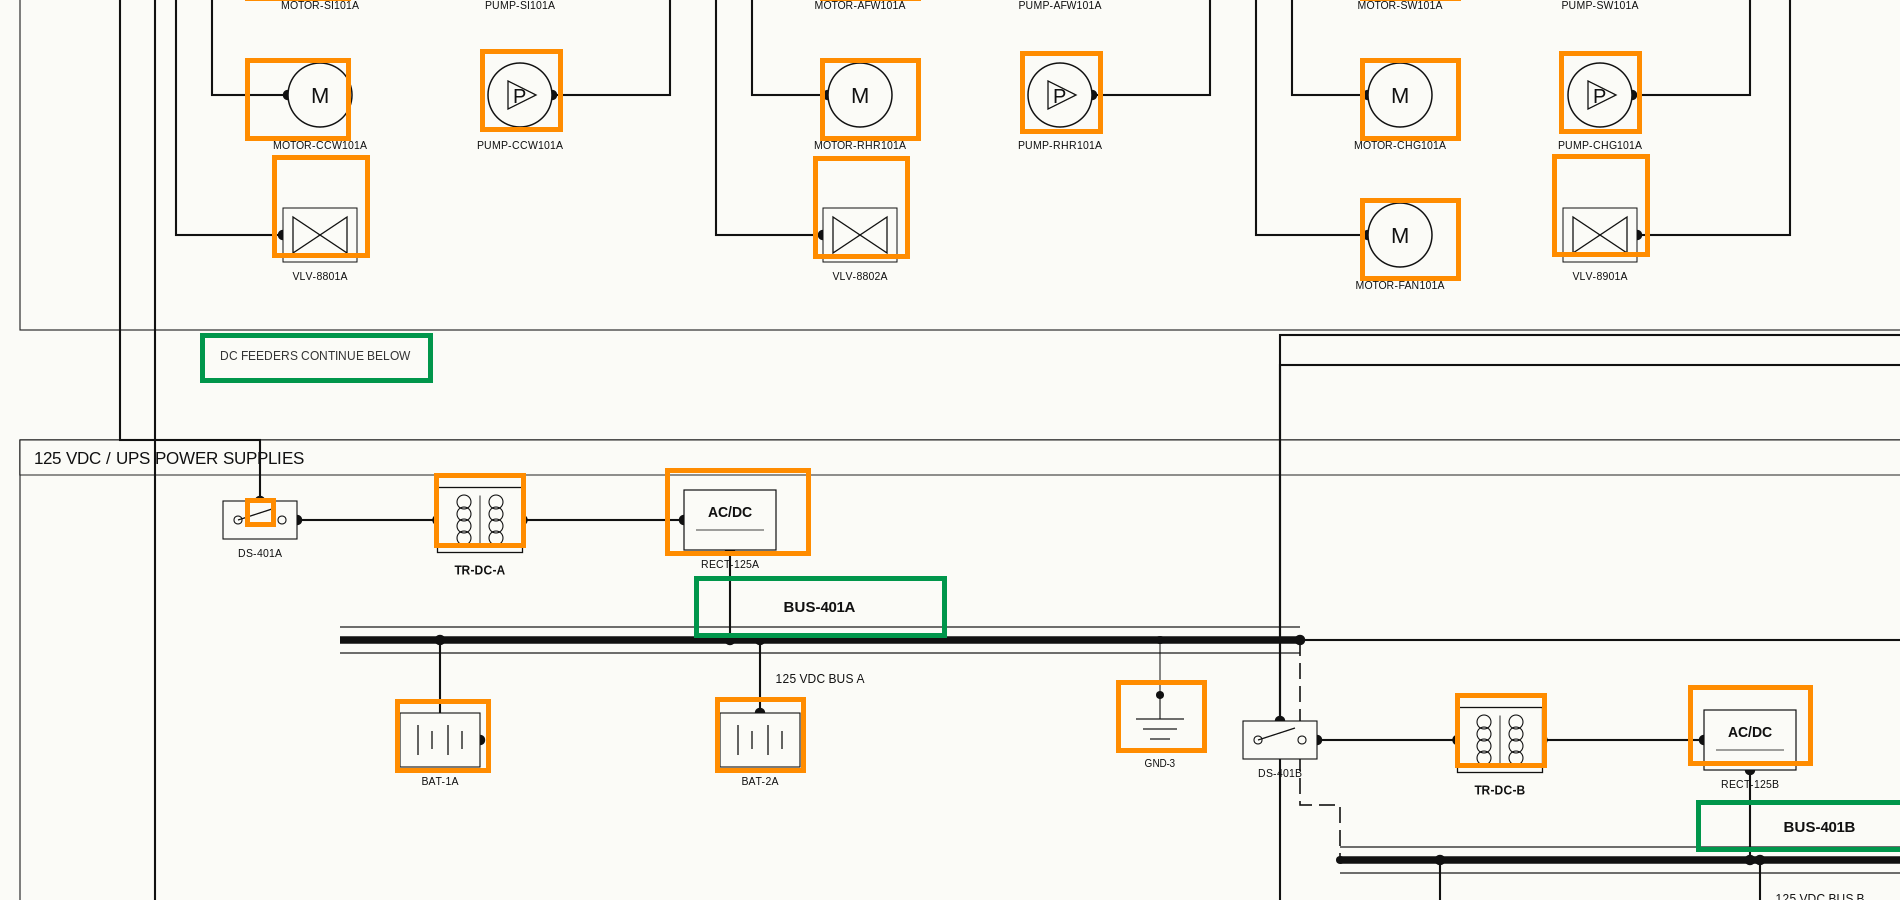 MOTOR-SI101A
PUMP-SI101A
MOTOR-AFW101A
PUMP-AFW101A
MOTOR-SW101A
PUMP-SW101A
M
P
M
P
M
P
MOTOR-CCW101A
PUMP-CCW101A
MOTOR-RHR101A
PUMP-RHR101A
MOTOR-CHG101A
PUMP-CHG101A
M
VLV-8801A
VLV-8802A
MOTOR-FAN101A
VLV-8901A
DC FEEDERS CONTINUE BELOW
125 VDC / UPS POWER SUPPLIES
AC/DC
DS-401A
TR-DC-A
RECT-125A
BUS-401A
125 VDC BUS A
BAT-1A
BAT-2A
GND-3
AC/DC
DS-401B
TR-DC-B
RECT-125B
BUS-401B
125 VDC BUS B